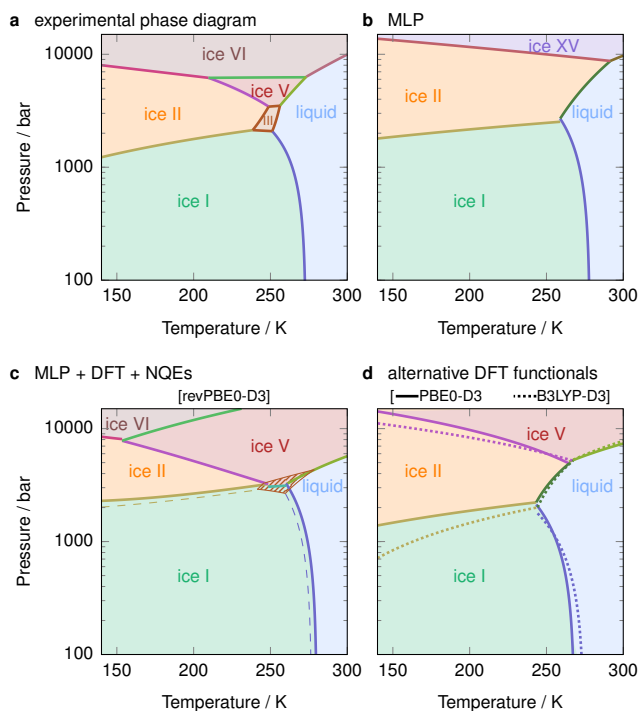 a experimental phase diagram
b MLP
10000
1000
100
Pressure / bar
ice VI
ice V
ice II
III
liquid
ice I
150 200 250 300
Temperature / K
ice XV
ice II
liquid
ice I
150 200 250 300
Temperature / K
c MLP + DFT + NQEs
[revPBE0-D3]
d alternative DFT functionals
[ PBE0-D3 B3LYP-D3]
10000
1000
100
Pressure / bar
ice VI
ice V
ice II
liquid
ice I
150 200 250 300
Temperature / K
ice V
ice II
liquid
ice I
150 200 250 300
Temperature / K